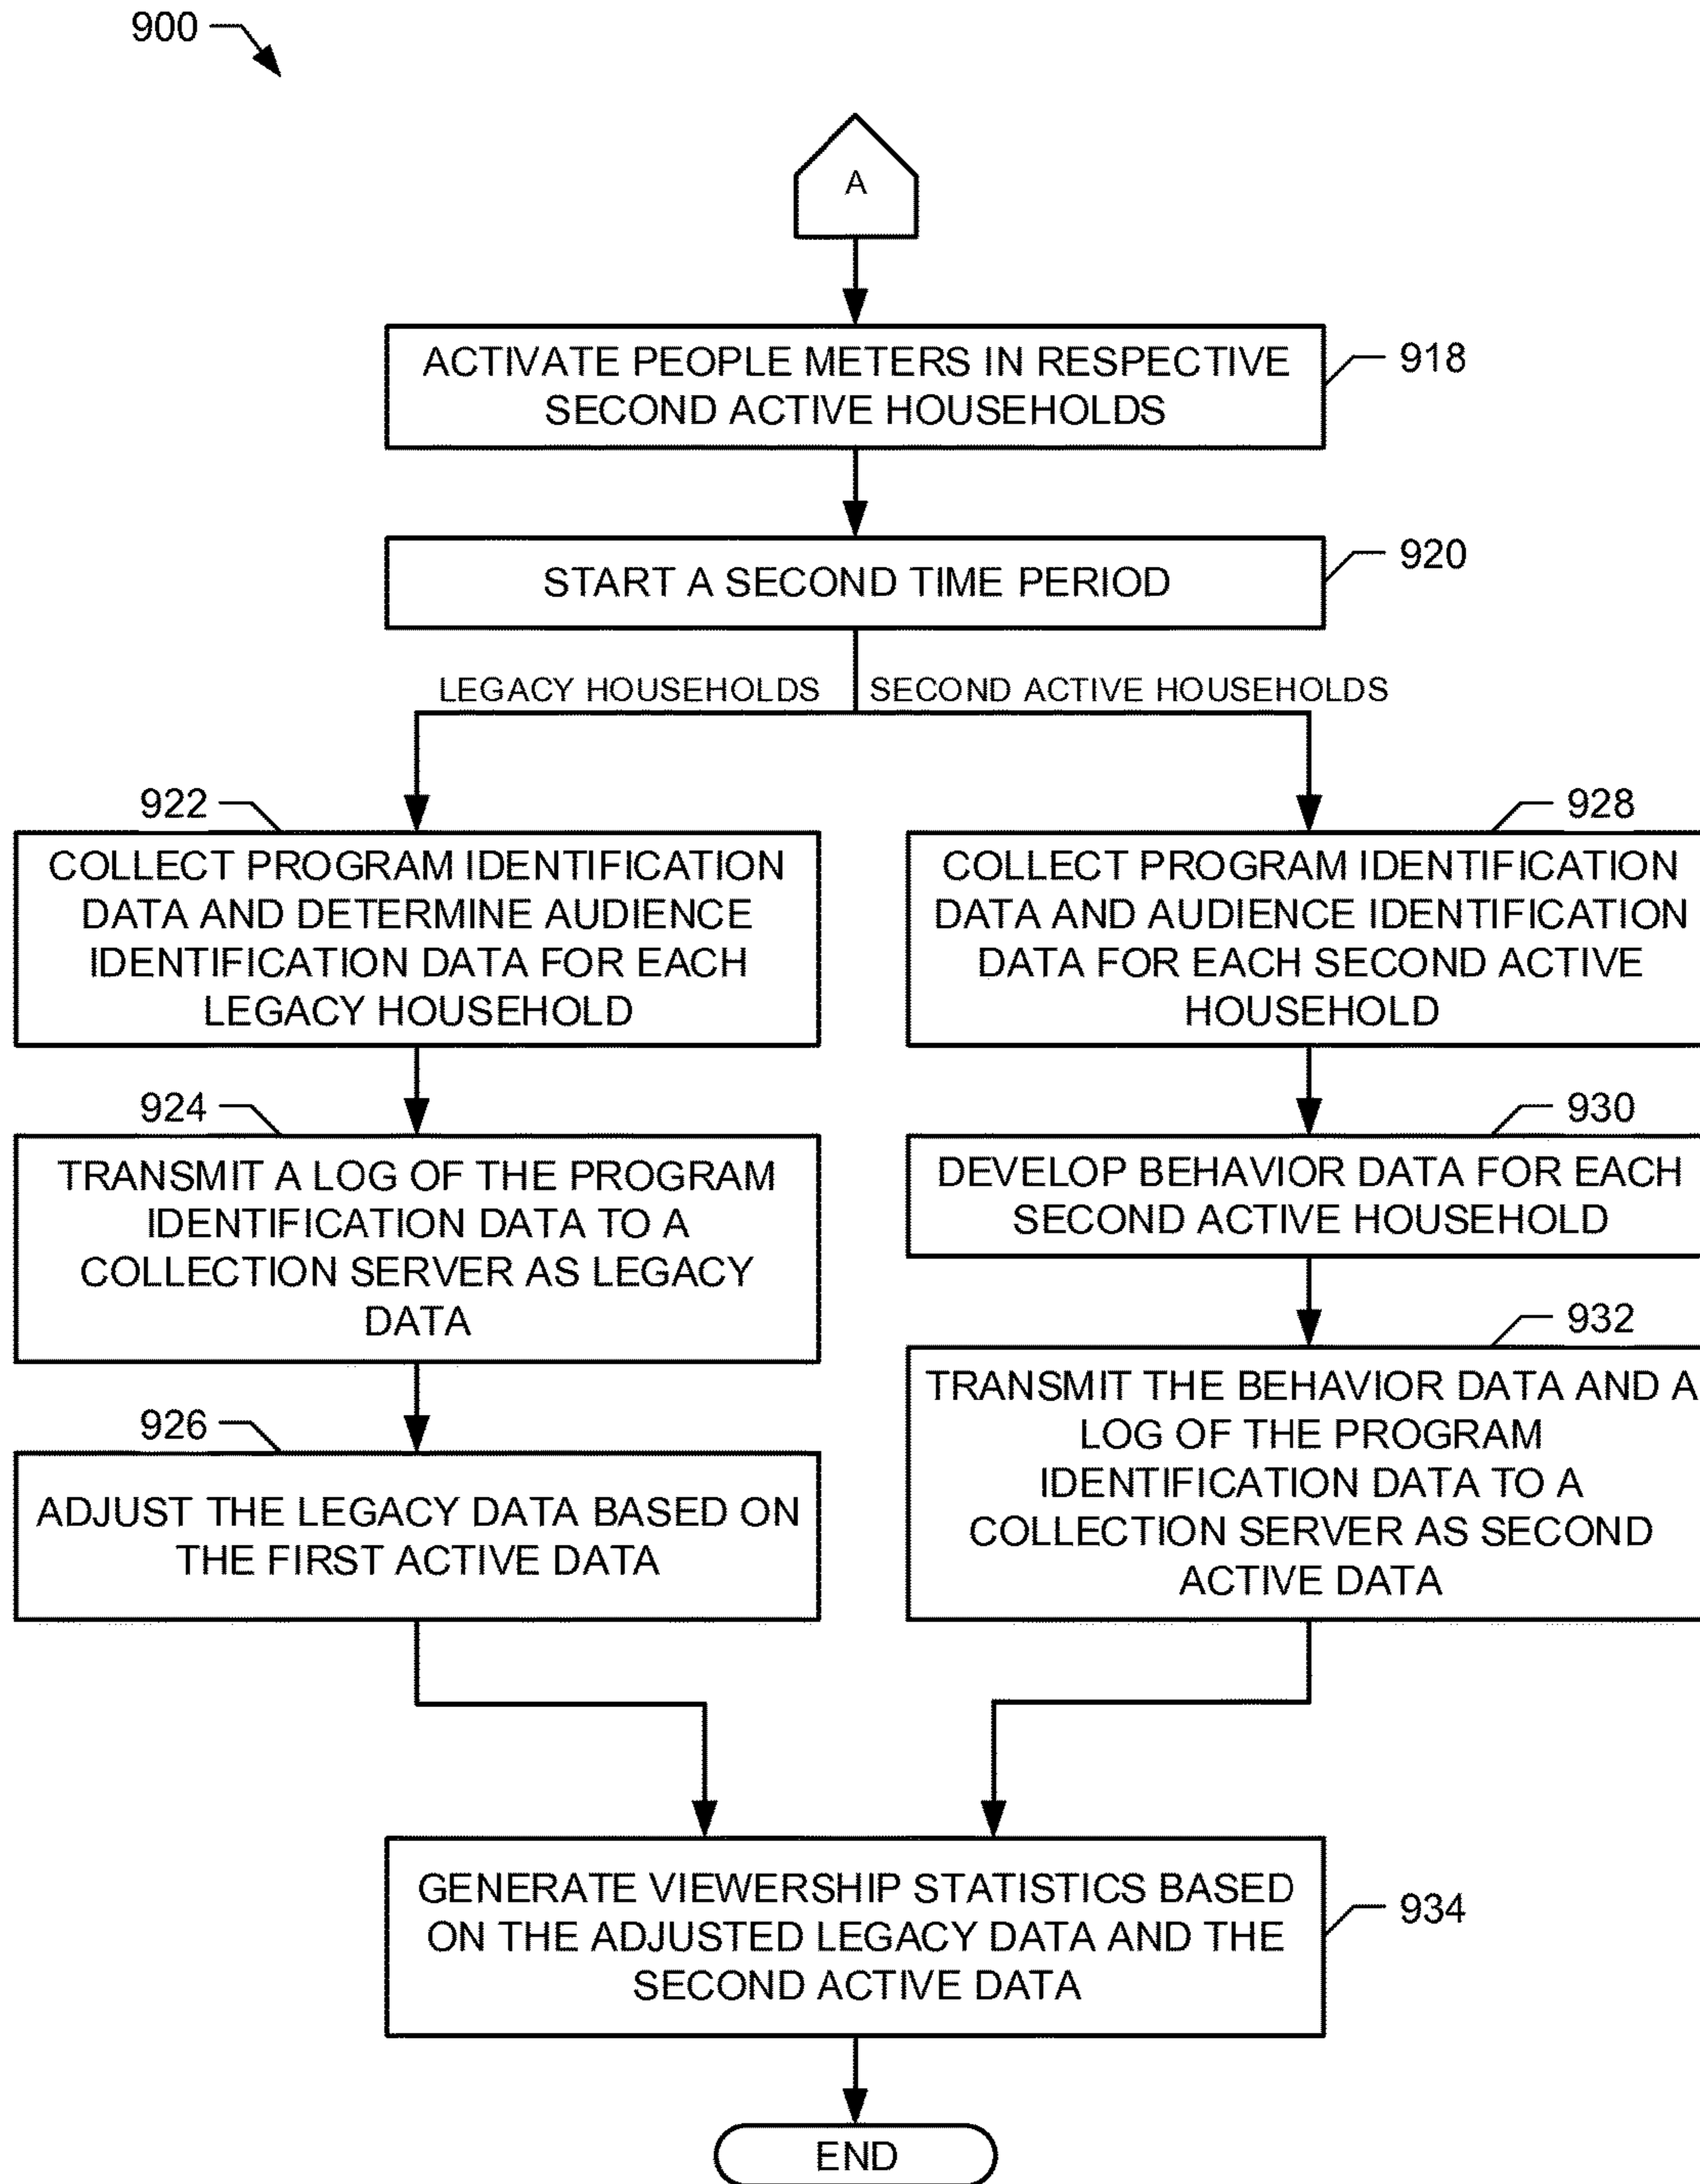 900
A
ACTIVATE PEOPLE METERS IN RESPECTIVE
SECOND ACTIVE HOUSEHOLDS
918
START A SECOND TIME PERIOD
920
LEGACY HOUSEHOLDS
SECOND ACTIVE HOUSEHOLDS
922
COLLECT PROGRAM IDENTIFICATION
DATA AND DETERMINE AUDIENCE
IDENTIFICATION DATA FOR EACH
LEGACY HOUSEHOLD
924
TRANSMIT A LOG OF THE PROGRAM
IDENTIFICATION DATA TO A
COLLECTION SERVER AS LEGACY
DATA
926
ADJUST THE LEGACY DATA BASED ON
THE FIRST ACTIVE DATA
928
COLLECT PROGRAM IDENTIFICATION
DATA AND AUDIENCE IDENTIFICATION
DATA FOR EACH SECOND ACTIVE
HOUSEHOLD
930
DEVELOP BEHAVIOR DATA FOR EACH
SECOND ACTIVE HOUSEHOLD
932
TRANSMIT THE BEHAVIOR DATA AND A
LOG OF THE PROGRAM
IDENTIFICATION DATA TO A
COLLECTION SERVER AS SECOND
ACTIVE DATA
GENERATE VIEWERSHIP STATISTICS BASED
ON THE ADJUSTED LEGACY DATA AND THE
SECOND ACTIVE DATA
934
END